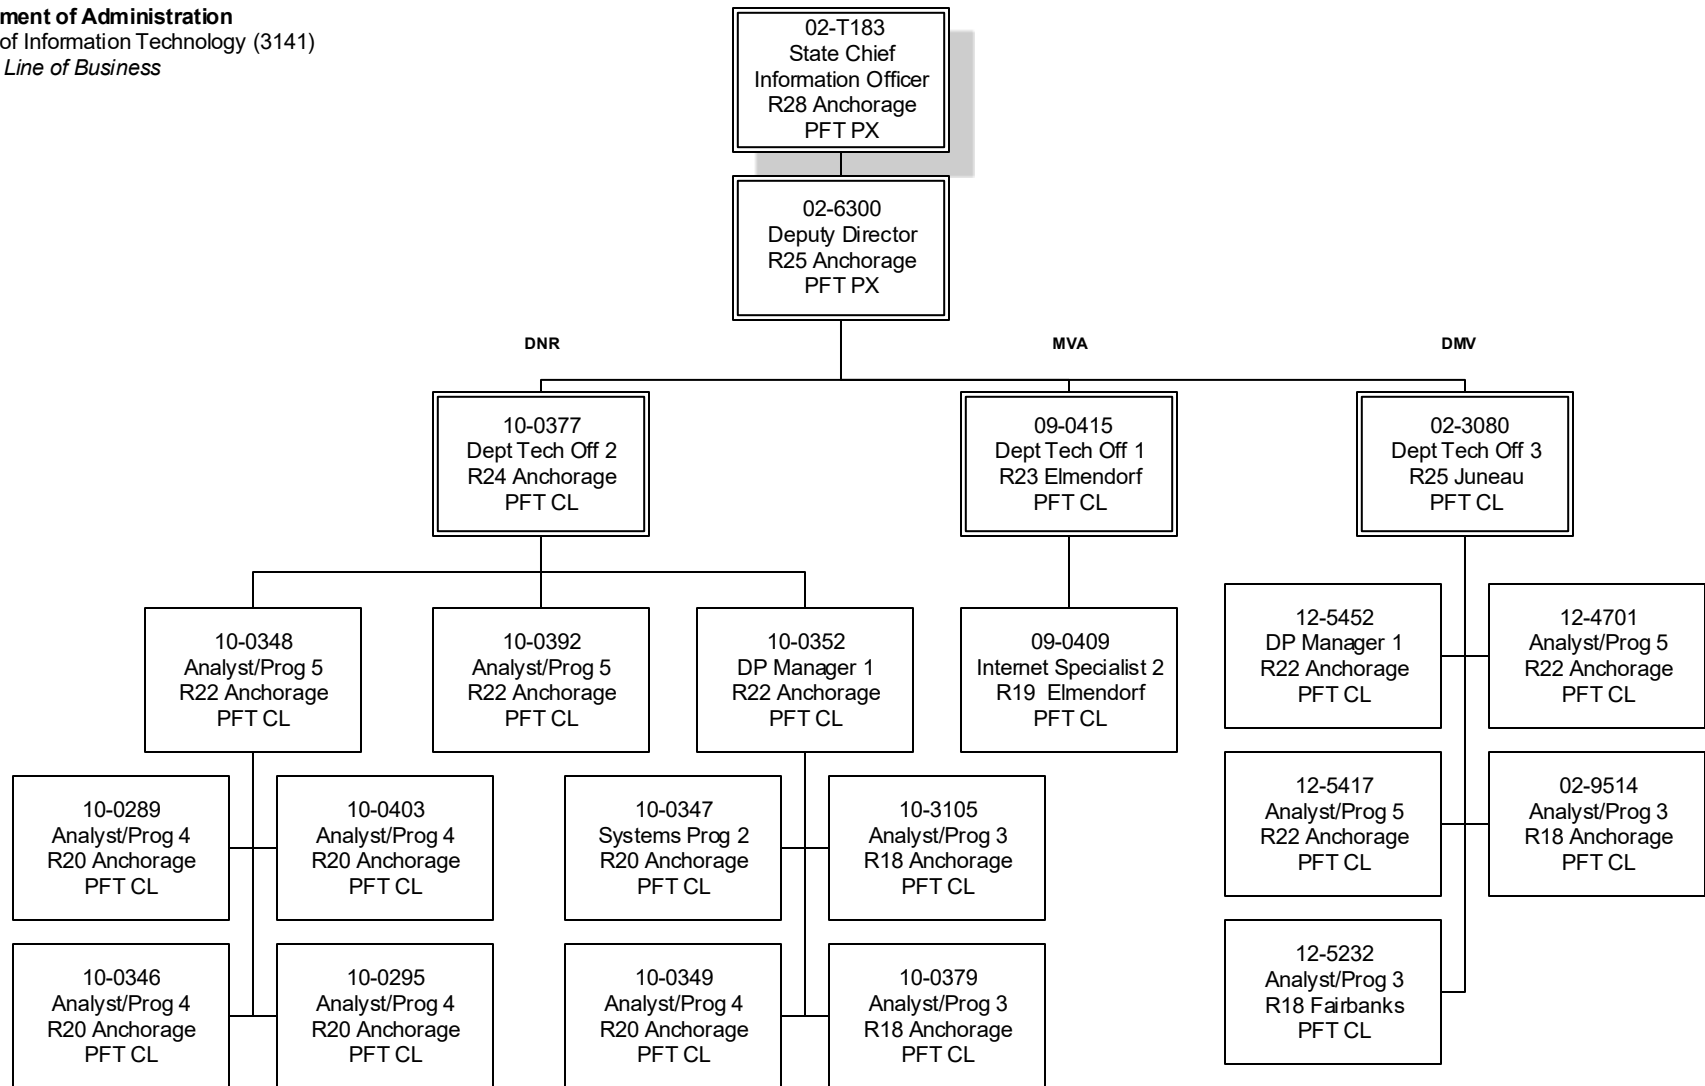 ment of Administration
of Information Technology (3141)
Line of Business
02-T183
State Chief
Information Officer
R28 Anchorage
PFT PX
02-6300
Deputy Director
R25 Anchorage
PFT PX
DNR
MVA
DMV
10-0377
Dept Tech Off 2
R24 Anchorage
PFT CL
09-0415
Dept Tech Off 1
R23 Elmendorf
PFT CL
02-3080
Dept Tech Off 3
R25 Juneau
PFT CL
10-0348
Analyst/Prog 5
R22 Anchorage
PFT CL
10-0392
Analyst/Prog 5
R22 Anchorage
PFT CL
10-0352
DP Manager 1
R22 Anchorage
PFT CL
09-0409
Internet Specialist 2
R19 Elmendorf
PFT CL
12-5452
DP Manager 1
R22 Anchorage
PFT CL
12-4701
Analyst/Prog 5
R22 Anchorage
PFT CL
10-0289
Analyst/Prog 4
R20 Anchorage
PFT CL
10-0403
Analyst/Prog 4
R20 Anchorage
PFT CL
10-0347
Systems Prog 2
R20 Anchorage
PFT CL
10-3105
Analyst/Prog 3
R18 Anchorage
PFT CL
12-5417
Analyst/Prog 5
R22 Anchorage
PFT CL
02-9514
Analyst/Prog 3
R18 Anchorage
PFT CL
10-0346
Analyst/Prog 4
R20 Anchorage
PFT CL
10-0295
Analyst/Prog 4
R20 Anchorage
PFT CL
10-0349
Analyst/Prog 4
R20 Anchorage
PFT CL
10-0379
Analyst/Prog 3
R18 Anchorage
PFT CL
12-5232
Analyst/Prog 3
R18 Fairbanks
PFT CL